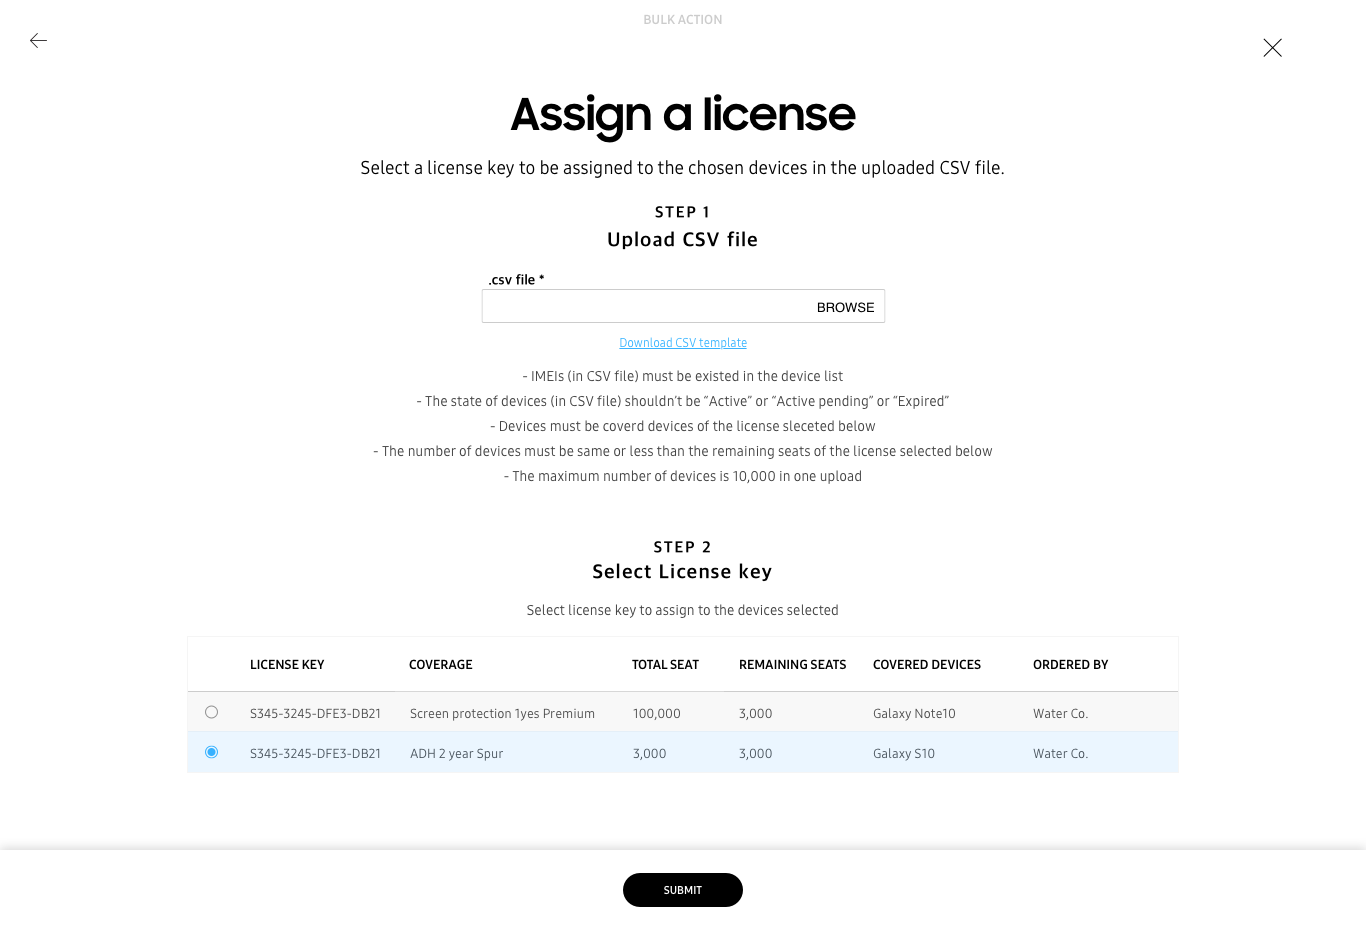 BULK ACTION
Assign a license
Select a license key to be assigned to the chosen devices in the uploaded CSV file.
STEP 1
Upload CSV file
.csv file *
BROWSE
Download CSV template
- IMEIs (in CSV file) must be existed in the device list
- The state of devices (in CSV file) shouldn't be “Active” or “Active pending” or “Expired”
- Devices must be coverd devices of the license sleceted below
- The number of devices must be same or less than the remaining seats of the license selected below
- The maximum number of devices is 10,000 in one upload
STEP 2
Select License key
Select license key to assign to the devices selected
LICENSE KEY COVERAGE TOTAL SEAT REMAINING SEATS COVERED DEVICES ORDERED BY
S345-3245-DFE3-DB21 Screen protection 1yes Premium 100,000 3,000 Galaxy Note10 Water Co.
S345-3245-DFE3-DB21 ADH 2 year Spur 3,000 3,000 Galaxy S10 Water Co.
SUBMIT